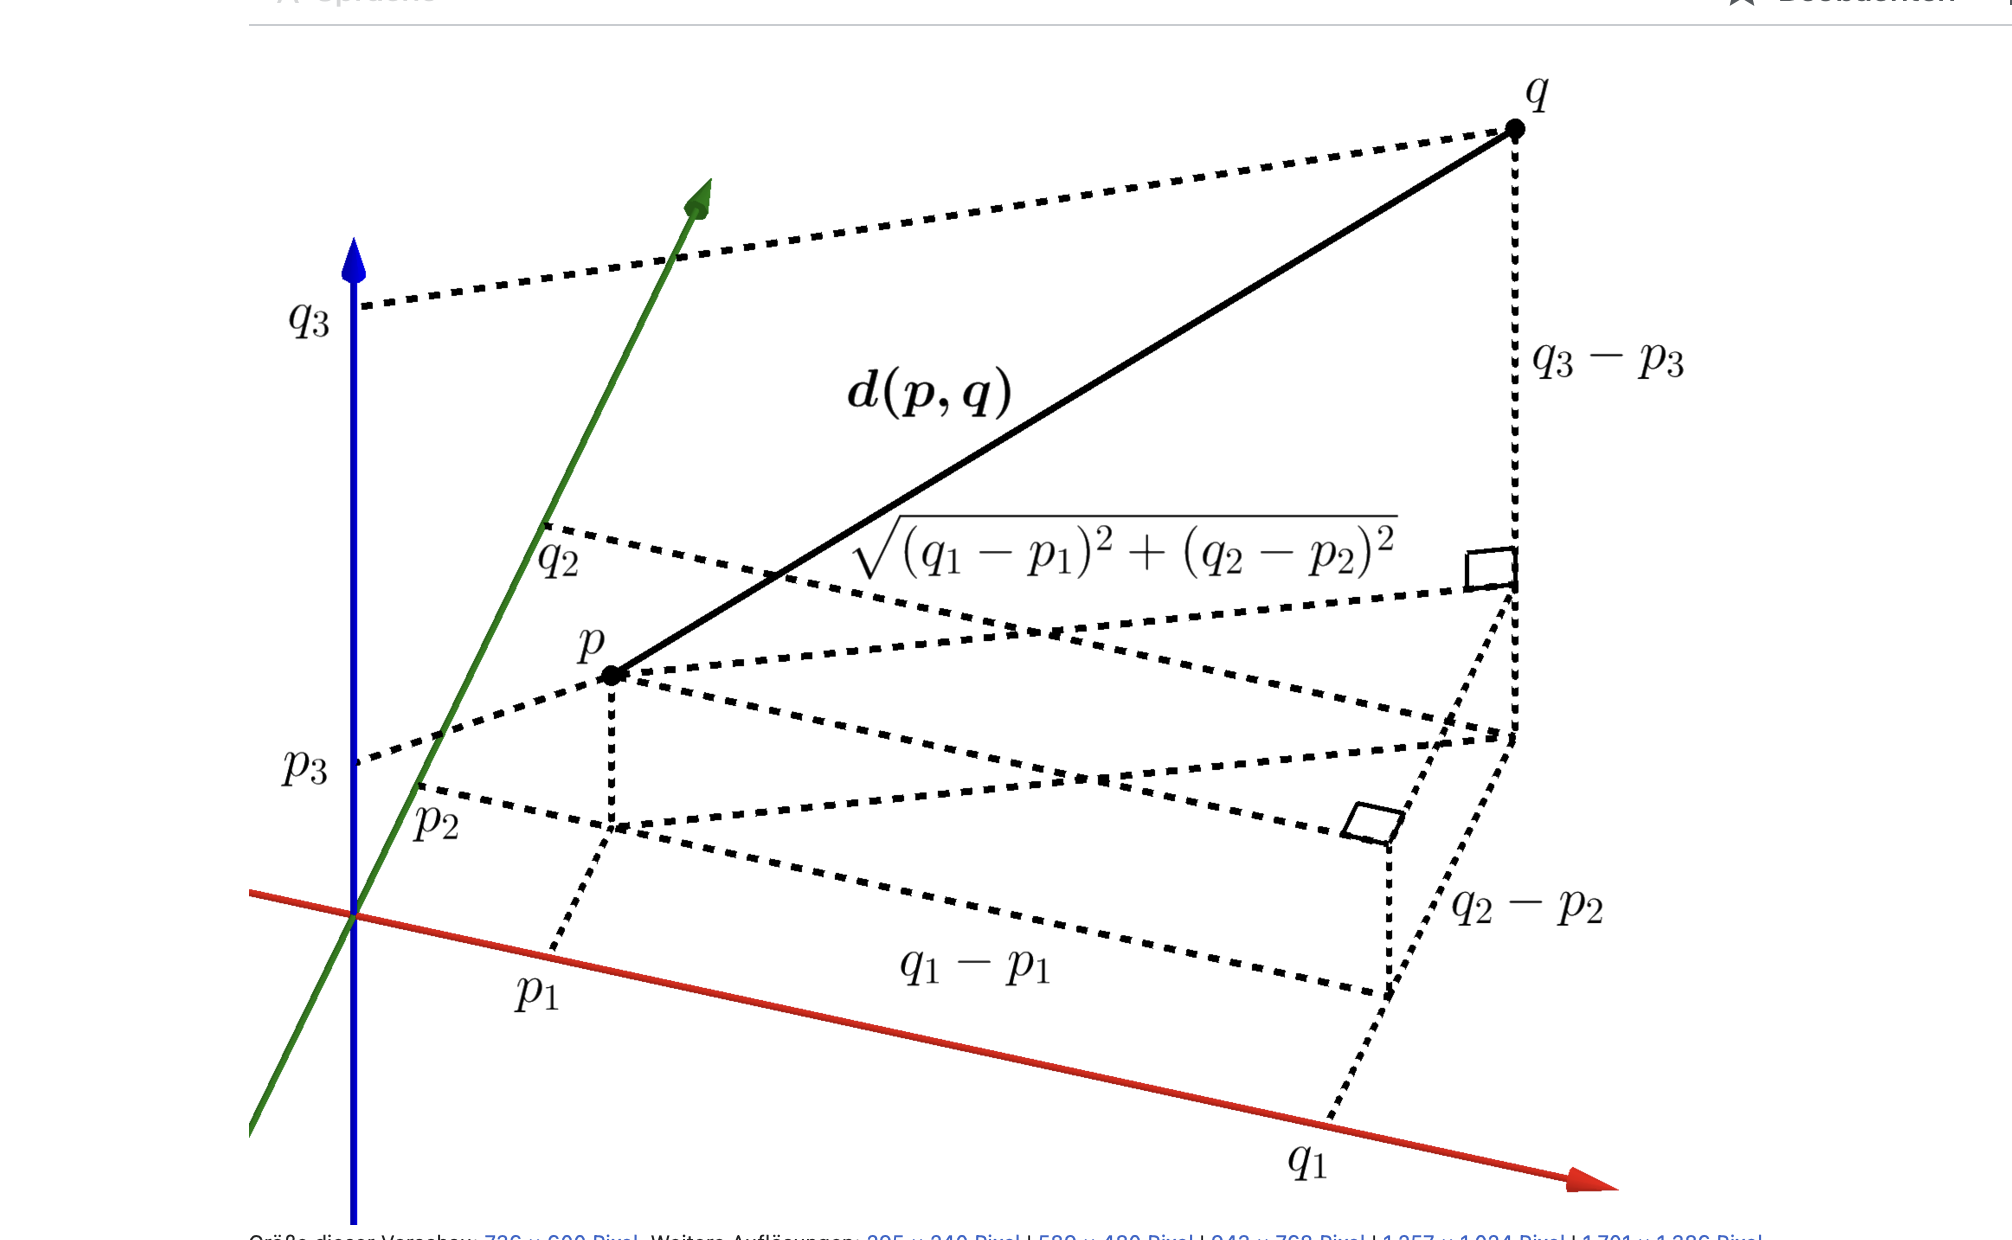 q
q₃
q₃ − p₃
d(p, q)
√(q₁ − p₁)² + (q₂ − p₂)²
q₂
p
p₃
p₂
q₂ − p₂
q₁ − p₁
p₁
q₁